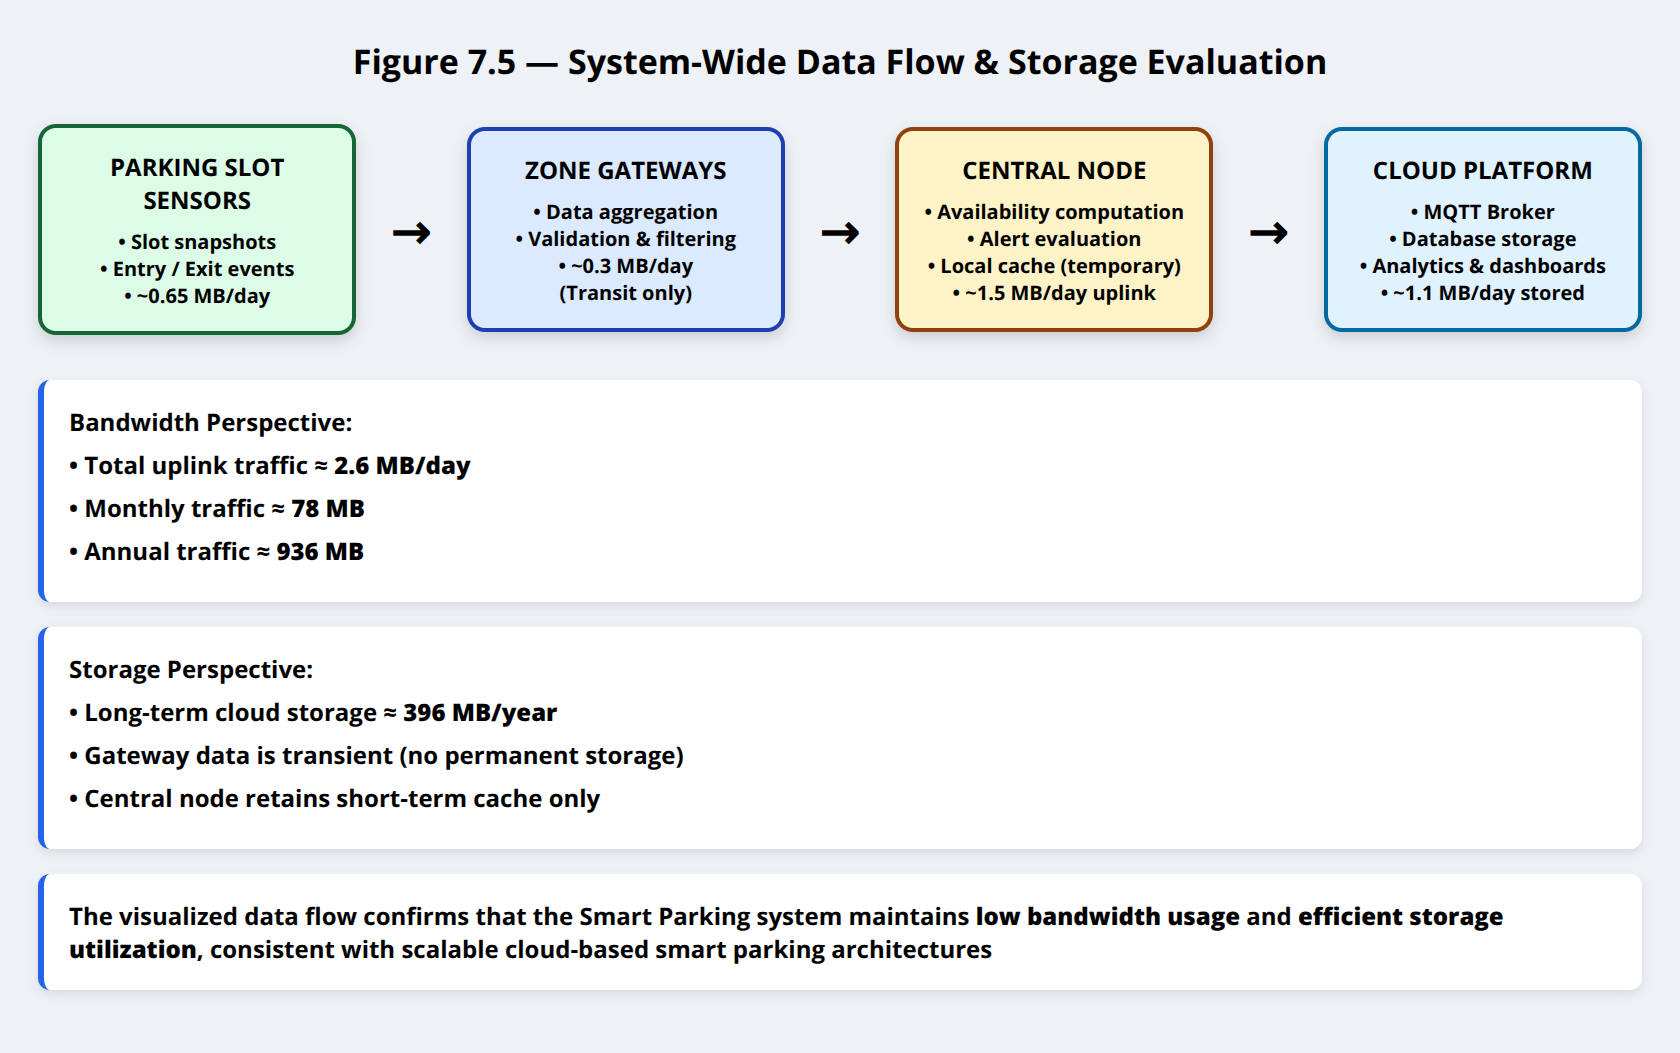 Figure 7.5 — System-Wide Data Flow & Storage Evaluation
PARKING SLOT
SENSORS
• Slot snapshots
• Entry / Exit events
• ~0.65 MB/day
→
ZONE GATEWAYS
• Data aggregation
• Validation & filtering
• ~0.3 MB/day
(Transit only)
→
CENTRAL NODE
• Availability computation
• Alert evaluation
• Local cache (temporary)
• ~1.5 MB/day uplink
→
CLOUD PLATFORM
• MQTT Broker
• Database storage
• Analytics & dashboards
• ~1.1 MB/day stored
Bandwidth Perspective:
• Total uplink traffic ≈ 2.6 MB/day
• Monthly traffic ≈ 78 MB
• Annual traffic ≈ 936 MB
Storage Perspective:
• Long-term cloud storage ≈ 396 MB/year
• Gateway data is transient (no permanent storage)
• Central node retains short-term cache only
The visualized data flow confirms that the Smart Parking system maintains low bandwidth usage and efficient storage
utilization, consistent with scalable cloud-based smart parking architectures